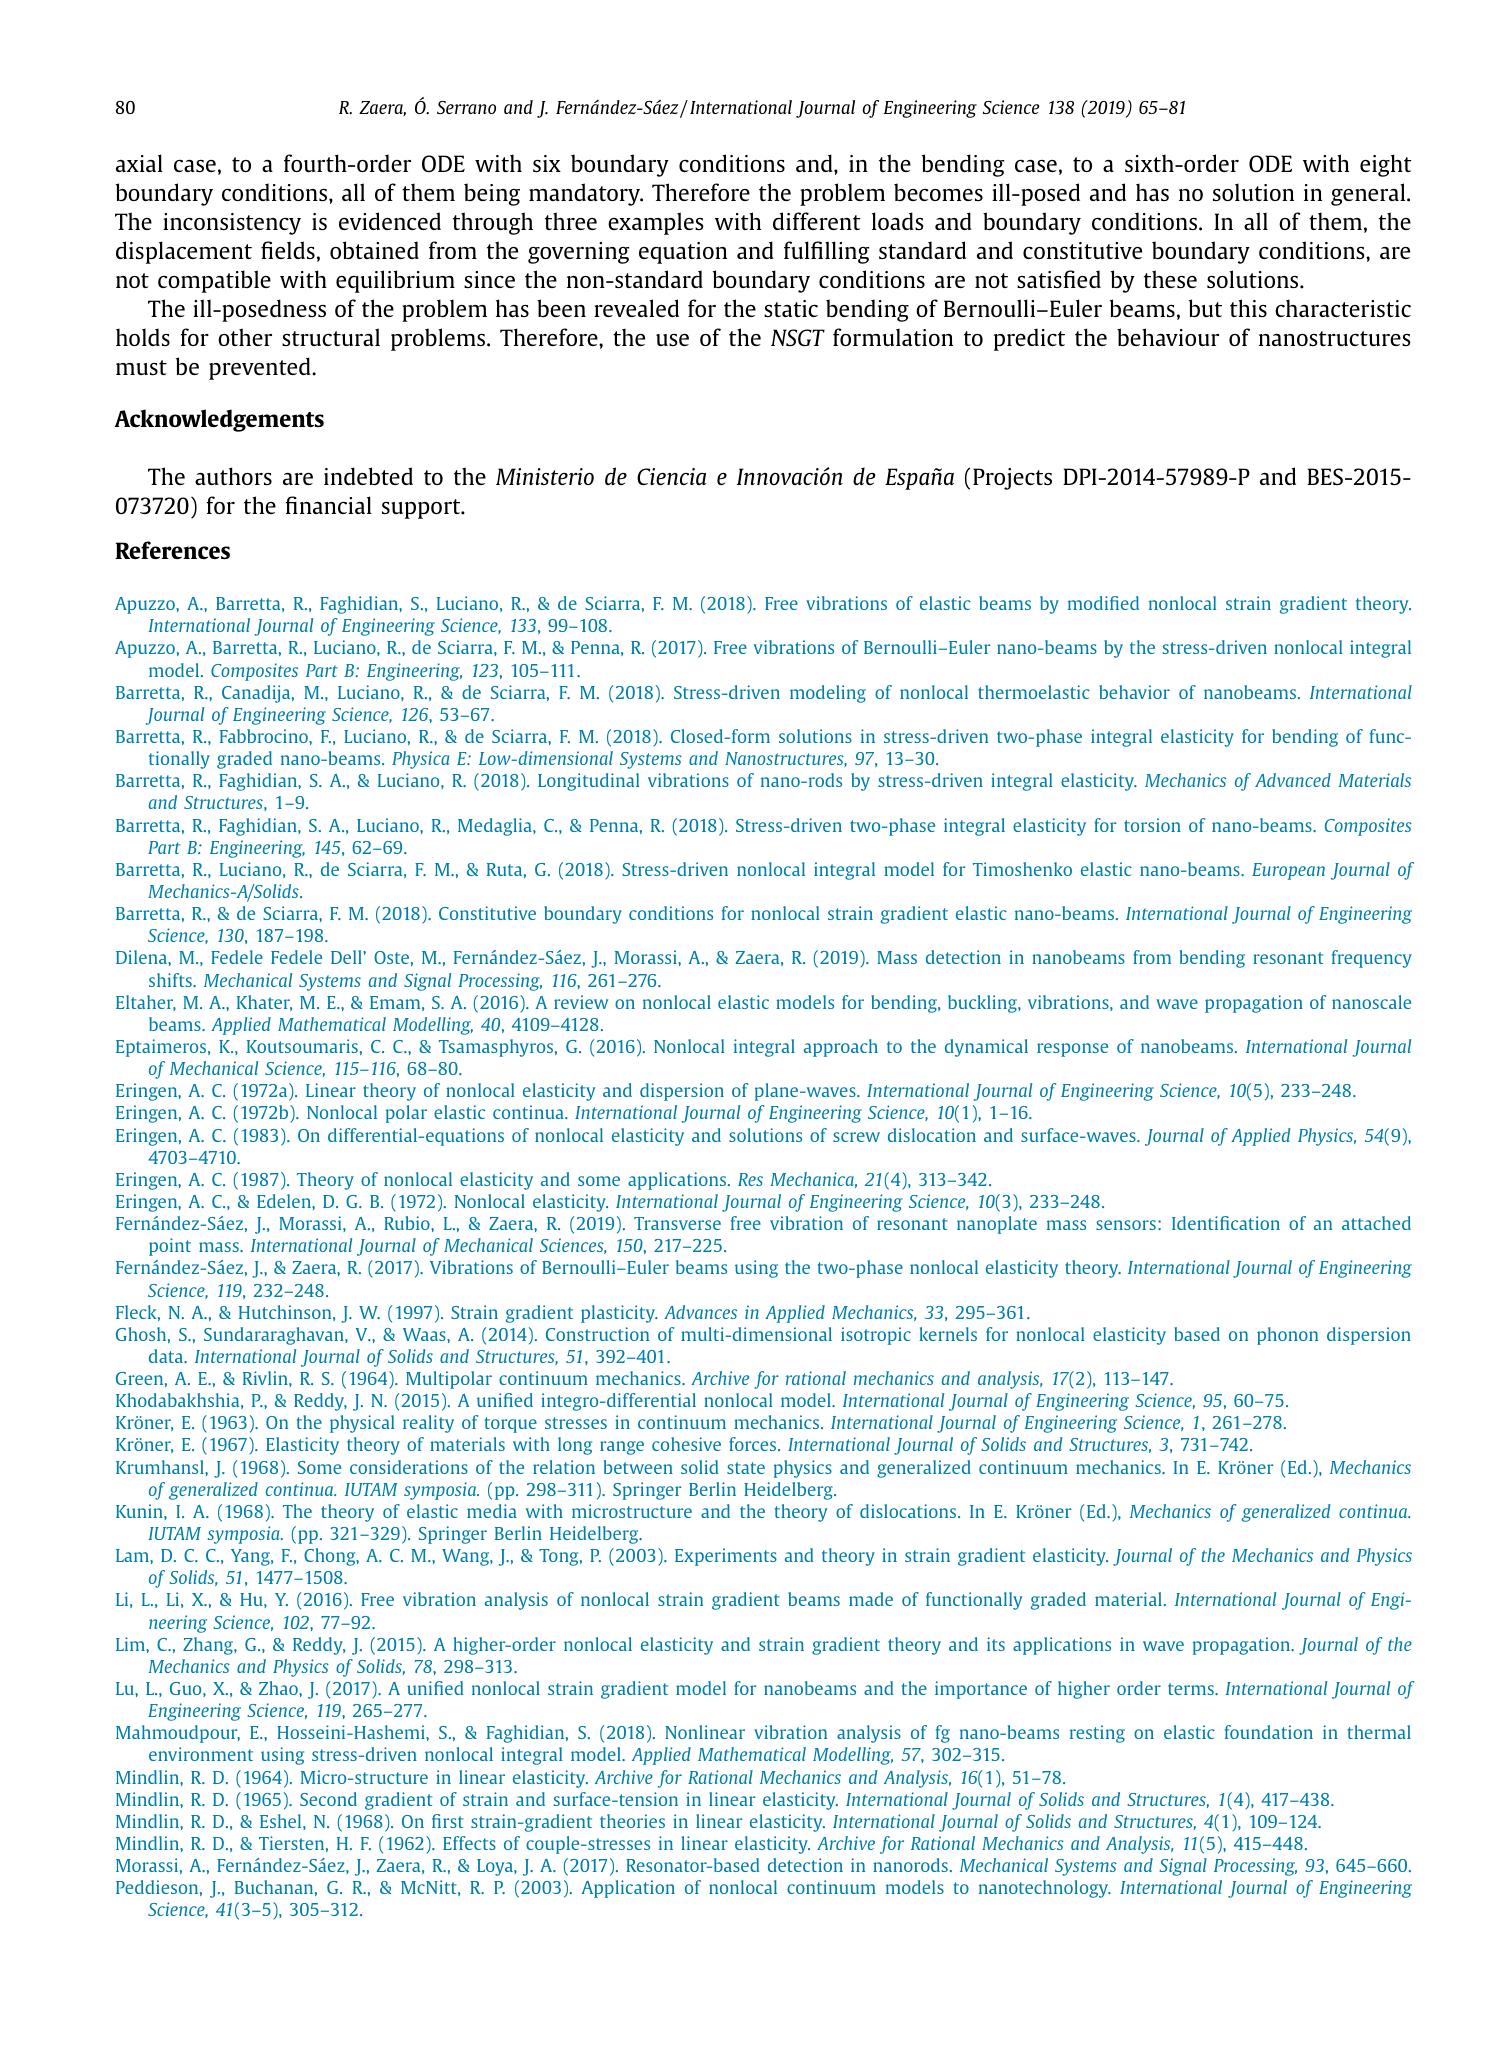 80
R. Zaera, Ó. Serrano and J. Fernández-Sáez / International Journal of Engineering Science 138 (2019) 65–81
axial case, to a fourth-order ODE with six boundary conditions and, in the bending case, to a sixth-order ODE with eight
boundary conditions, all of them being mandatory. Therefore the problem becomes ill-posed and has no solution in general.
The inconsistency is evidenced through three examples with different loads and boundary conditions. In all of them, the
displacement fields, obtained from the governing equation and fulfilling standard and constitutive boundary conditions, are
not compatible with equilibrium since the non-standard boundary conditions are not satisfied by these solutions.
The ill-posedness of the problem has been revealed for the static bending of Bernoulli–Euler beams, but this characteristic
holds for other structural problems. Therefore, the use of the NSGT formulation to predict the behaviour of nanostructures
must be prevented.
Acknowledgements
The authors are indebted to the Ministerio de Ciencia e Innovación de España (Projects DPI-2014-57989-P and BES-2015-
073720) for the financial support.
References
Apuzzo, A., Barretta, R., Faghidian, S., Luciano, R., & de Sciarra, F. M. (2018). Free vibrations of elastic beams by modified nonlocal strain gradient theory.
International Journal of Engineering Science, 133, 99–108.
Apuzzo, A., Barretta, R., Luciano, R., de Sciarra, F. M., & Penna, R. (2017). Free vibrations of Bernoulli–Euler nano-beams by the stress-driven nonlocal integral
model. Composites Part B: Engineering, 123, 105–111.
Barretta, R., Canadija, M., Luciano, R., & de Sciarra, F. M. (2018). Stress-driven modeling of nonlocal thermoelastic behavior of nanobeams. International
Journal of Engineering Science, 126, 53–67.
Barretta, R., Fabbrocino, F., Luciano, R., & de Sciarra, F. M. (2018). Closed-form solutions in stress-driven two-phase integral elasticity for bending of func-
tionally graded nano-beams. Physica E: Low-dimensional Systems and Nanostructures, 97, 13–30.
Barretta, R., Faghidian, S. A., & Luciano, R. (2018). Longitudinal vibrations of nano-rods by stress-driven integral elasticity. Mechanics of Advanced Materials
and Structures, 1–9.
Barretta, R., Faghidian, S. A., Luciano, R., Medaglia, C., & Penna, R. (2018). Stress-driven two-phase integral elasticity for torsion of nano-beams. Composites
Part B: Engineering, 145, 62–69.
Barretta, R., Luciano, R., de Sciarra, F. M., & Ruta, G. (2018). Stress-driven nonlocal integral model for Timoshenko elastic nano-beams. European Journal of
Mechanics-A/Solids.
Barretta, R., & de Sciarra, F. M. (2018). Constitutive boundary conditions for nonlocal strain gradient elastic nano-beams. International Journal of Engineering
Science, 130, 187–198.
Dilena, M., Fedele Fedele Dell' Oste, M., Fernández-Sáez, J., Morassi, A., & Zaera, R. (2019). Mass detection in nanobeams from bending resonant frequency
shifts. Mechanical Systems and Signal Processing, 116, 261–276.
Eltaher, M. A., Khater, M. E., & Emam, S. A. (2016). A review on nonlocal elastic models for bending, buckling, vibrations, and wave propagation of nanoscale
beams. Applied Mathematical Modelling, 40, 4109–4128.
Eptaimeros, K., Koutsoumaris, C. C., & Tsamasphyros, G. (2016). Nonlocal integral approach to the dynamical response of nanobeams. International Journal
of Mechanical Science, 115–116, 68–80.
Eringen, A. C. (1972a). Linear theory of nonlocal elasticity and dispersion of plane-waves. International Journal of Engineering Science, 10(5), 233–248.
Eringen, A. C. (1972b). Nonlocal polar elastic continua. International Journal of Engineering Science, 10(1), 1–16.
Eringen, A. C. (1983). On differential-equations of nonlocal elasticity and solutions of screw dislocation and surface-waves. Journal of Applied Physics, 54(9),
4703–4710.
Eringen, A. C. (1987). Theory of nonlocal elasticity and some applications. Res Mechanica, 21(4), 313–342.
Eringen, A. C., & Edelen, D. G. B. (1972). Nonlocal elasticity. International Journal of Engineering Science, 10(3), 233–248.
Fernández-Sáez, J., Morassi, A., Rubio, L., & Zaera, R. (2019). Transverse free vibration of resonant nanoplate mass sensors: Identification of an attached
point mass. International Journal of Mechanical Sciences, 150, 217–225.
Fernández-Sáez, J., & Zaera, R. (2017). Vibrations of Bernoulli–Euler beams using the two-phase nonlocal elasticity theory. International Journal of Engineering
Science, 119, 232–248.
Fleck, N. A., & Hutchinson, J. W. (1997). Strain gradient plasticity. Advances in Applied Mechanics, 33, 295–361.
Ghosh, S., Sundararaghavan, V., & Waas, A. (2014). Construction of multi-dimensional isotropic kernels for nonlocal elasticity based on phonon dispersion
data. International Journal of Solids and Structures, 51, 392–401.
Green, A. E., & Rivlin, R. S. (1964). Multipolar continuum mechanics. Archive for rational mechanics and analysis, 17(2), 113–147.
Khodabakhshia, P., & Reddy, J. N. (2015). A unified integro-differential nonlocal model. International Journal of Engineering Science, 95, 60–75.
Kröner, E. (1963). On the physical reality of torque stresses in continuum mechanics. International Journal of Engineering Science, 1, 261–278.
Kröner, E. (1967). Elasticity theory of materials with long range cohesive forces. International Journal of Solids and Structures, 3, 731–742.
Krumhansl, J. (1968). Some considerations of the relation between solid state physics and generalized continuum mechanics. In E. Kröner (Ed.), Mechanics
of generalized continua. IUTAM symposia. (pp. 298–311). Springer Berlin Heidelberg.
Kunin, I. A. (1968). The theory of elastic media with microstructure and the theory of dislocations. In E. Kröner (Ed.), Mechanics of generalized continua.
IUTAM symposia. (pp. 321–329). Springer Berlin Heidelberg.
Lam, D. C. C., Yang, F., Chong, A. C. M., Wang, J., & Tong, P. (2003). Experiments and theory in strain gradient elasticity. Journal of the Mechanics and Physics
of Solids, 51, 1477–1508.
Li, L., Li, X., & Hu, Y. (2016). Free vibration analysis of nonlocal strain gradient beams made of functionally graded material. International Journal of Engi-
neering Science, 102, 77–92.
Lim, C., Zhang, G., & Reddy, J. (2015). A higher-order nonlocal elasticity and strain gradient theory and its applications in wave propagation. Journal of the
Mechanics and Physics of Solids, 78, 298–313.
Lu, L., Guo, X., & Zhao, J. (2017). A unified nonlocal strain gradient model for nanobeams and the importance of higher order terms. International Journal of
Engineering Science, 119, 265–277.
Mahmoudpour, E., Hosseini-Hashemi, S., & Faghidian, S. (2018). Nonlinear vibration analysis of fg nano-beams resting on elastic foundation in thermal
environment using stress-driven nonlocal integral model. Applied Mathematical Modelling, 57, 302–315.
Mindlin, R. D. (1964). Micro-structure in linear elasticity. Archive for Rational Mechanics and Analysis, 16(1), 51–78.
Mindlin, R. D. (1965). Second gradient of strain and surface-tension in linear elasticity. International Journal of Solids and Structures, 1(4), 417–438.
Mindlin, R. D., & Eshel, N. (1968). On first strain-gradient theories in linear elasticity. International Journal of Solids and Structures, 4(1), 109–124.
Mindlin, R. D., & Tiersten, H. F. (1962). Effects of couple-stresses in linear elasticity. Archive for Rational Mechanics and Analysis, 11(5), 415–448.
Morassi, A., Fernández-Sáez, J., Zaera, R., & Loya, J. A. (2017). Resonator-based detection in nanorods. Mechanical Systems and Signal Processing, 93, 645–660.
Peddieson, J., Buchanan, G. R., & McNitt, R. P. (2003). Application of nonlocal continuum models to nanotechnology. International Journal of Engineering
Science, 41(3–5), 305–312.